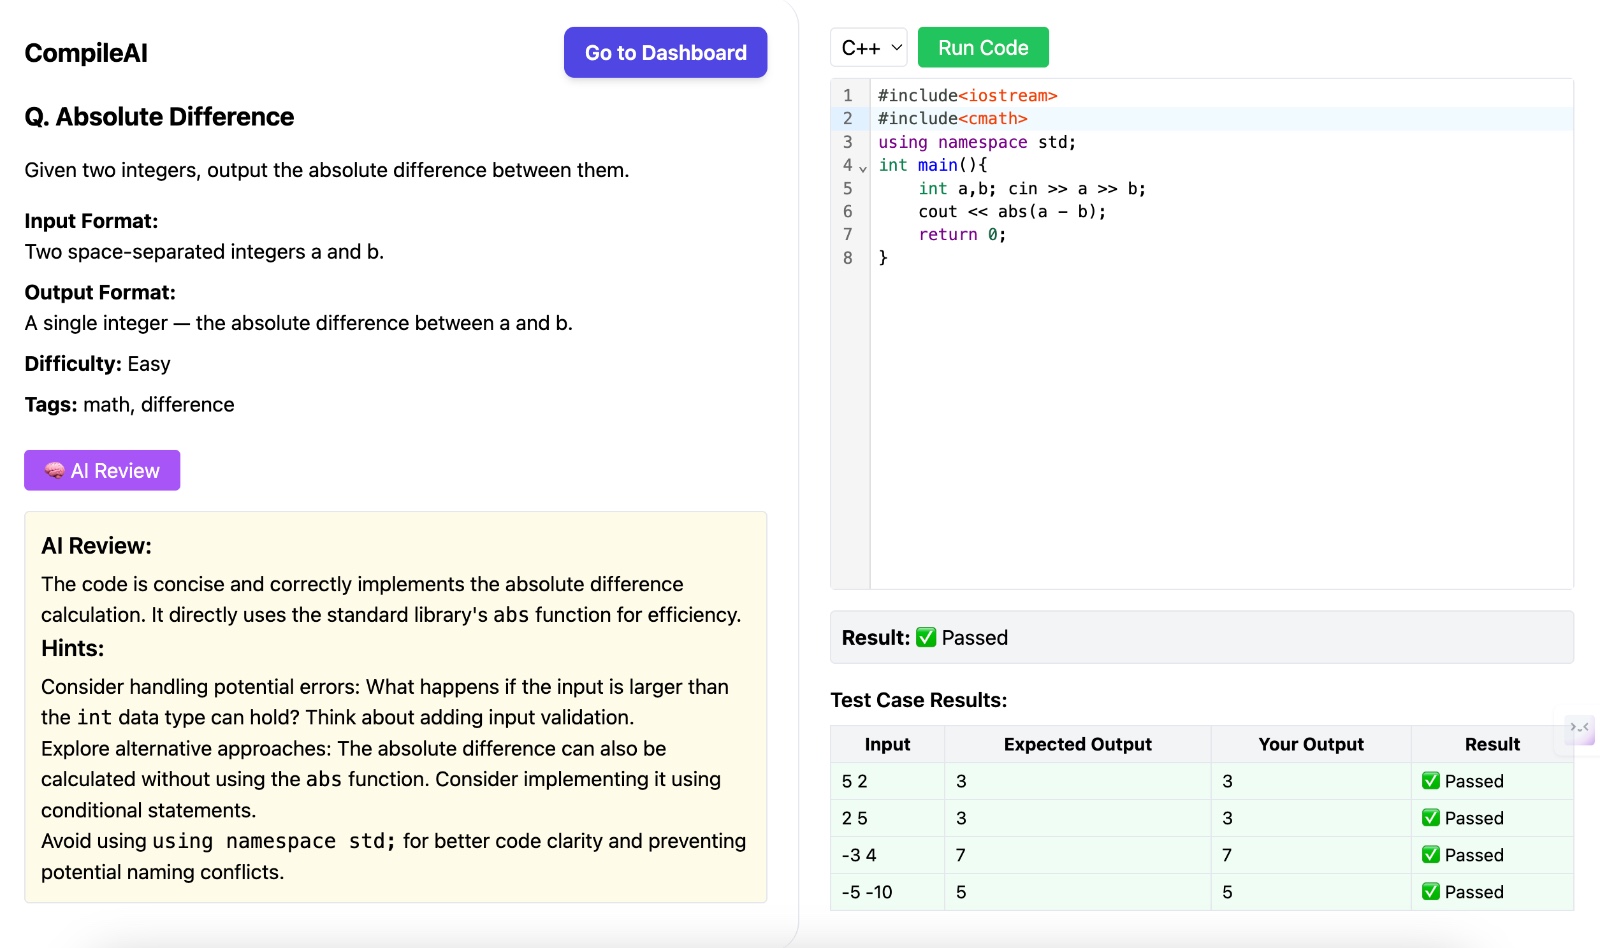 CompileAI
Go to Dashboard
Q. Absolute Difference
Given two integers, output the absolute difference between them.
Input Format:
Two space-separated integers a and b.
Output Format:
A single integer — the absolute difference between a and b.
Difficulty: Easy
Tags: math, difference
🧠 AI Review
AI Review:
The code is concise and correctly implements the absolute difference
calculation. It directly uses the standard library's abs function for efficiency.
Hints:
Consider handling potential errors: What happens if the input is larger than
the int data type can hold? Think about adding input validation.
Explore alternative approaches: The absolute difference can also be
calculated without using the abs function. Consider implementing it using
conditional statements.
Avoid using using namespace std; for better code clarity and preventing
potential naming conflicts.
C++ Run Code
1 #include<iostream>
2 #include<cmath>
3 using namespace std;
4 int main(){
5     int a,b; cin >> a >> b;
6     cout << abs(a - b);
7     return 0;
8 }
Result: ✅ Passed
Test Case Results:
Input Expected Output Your Output Result
5 2 3 3 ✅ Passed
2 5 3 3 ✅ Passed
-3 4 7 7 ✅ Passed
-5 -10 5 5 ✅ Passed